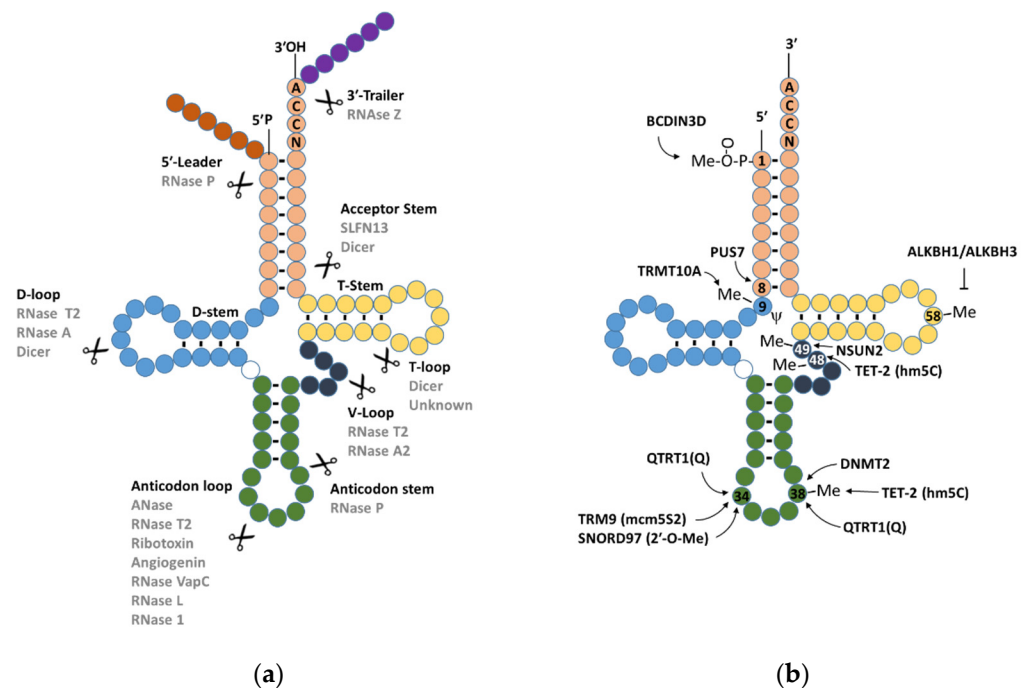 3'OH
A
C
C
N
3'-Trailer
RNAse Z
5'P
5'-Leader
RNase P
Acceptor Stem
SLFN13
Dicer
T-Stem
D-loop
RNase T2
RNase A
Dicer
D-stem
T-loop
Dicer
Unknown
V-Loop
RNase T2
RNase A2
Anticodon loop
ANase
RNase T2
Ribotoxin
Angiogenin
RNase VapC
RNase L
RNase 1
Anticodon stem
RNase P
(a)
3'
A
C
C
N
5'
BCDIN3D
O
Me-O-P-
1
PUS7
TRMT10A
Me
8
9
Ψ
ALKBH1/ALKBH3
58
Me
Me
49
NSUN2
Me
48
TET-2 (hm5C)
QTRT1(Q)
34
TRM9 (mcm5S2)
SNORD97 (2'-O-Me)
DNMT2
38
Me
TET-2 (hm5C)
QTRT1(Q)
(b)